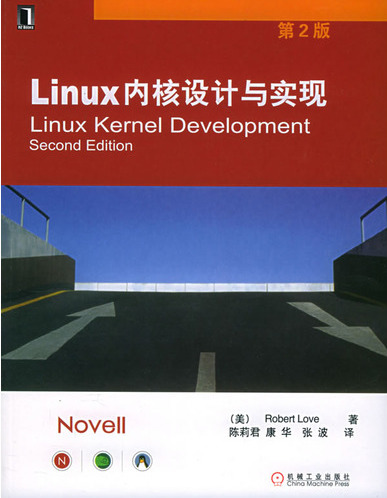 第2版
Linux内核设计与实现
Linux Kernel Development
Second Edition
Novell
N
（美） Robert Love 著
陈莉君 康 华 张 波 译
机械工业出版社
China Machine Press